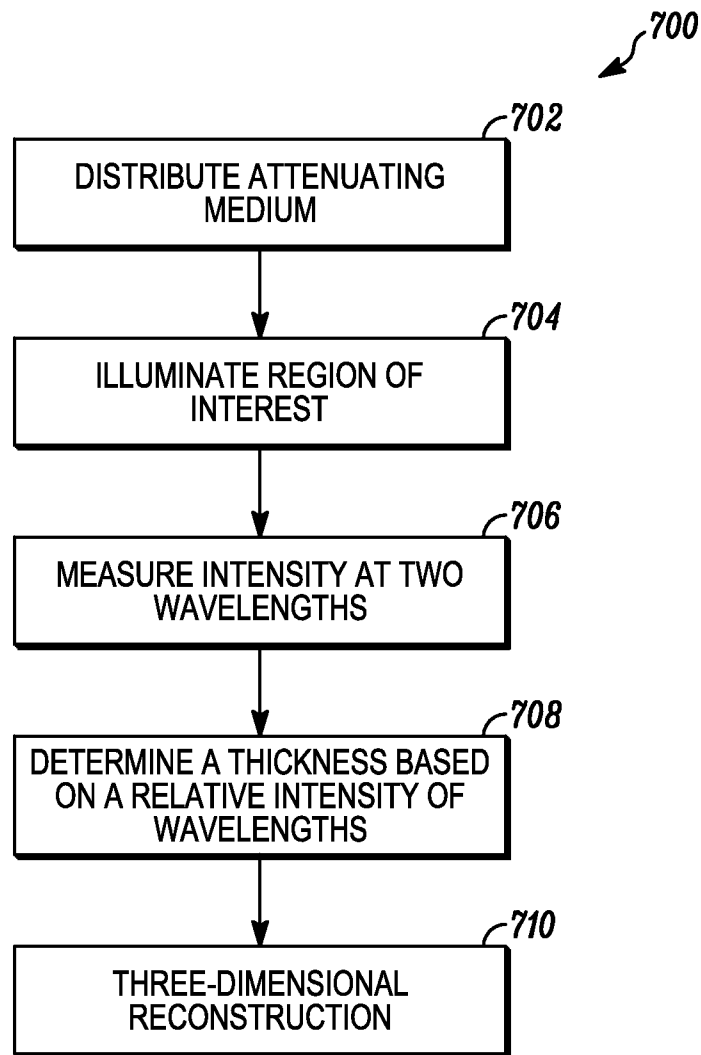 700
702
DISTRIBUTE ATTENUATING
MEDIUM
704
ILLUMINATE REGION OF
INTEREST
706
MEASURE INTENSITY AT TWO
WAVELENGTHS
708
DETERMINE A THICKNESS BASED
ON A RELATIVE INTENSITY OF
WAVELENGTHS
710
THREE-DIMENSIONAL
RECONSTRUCTION